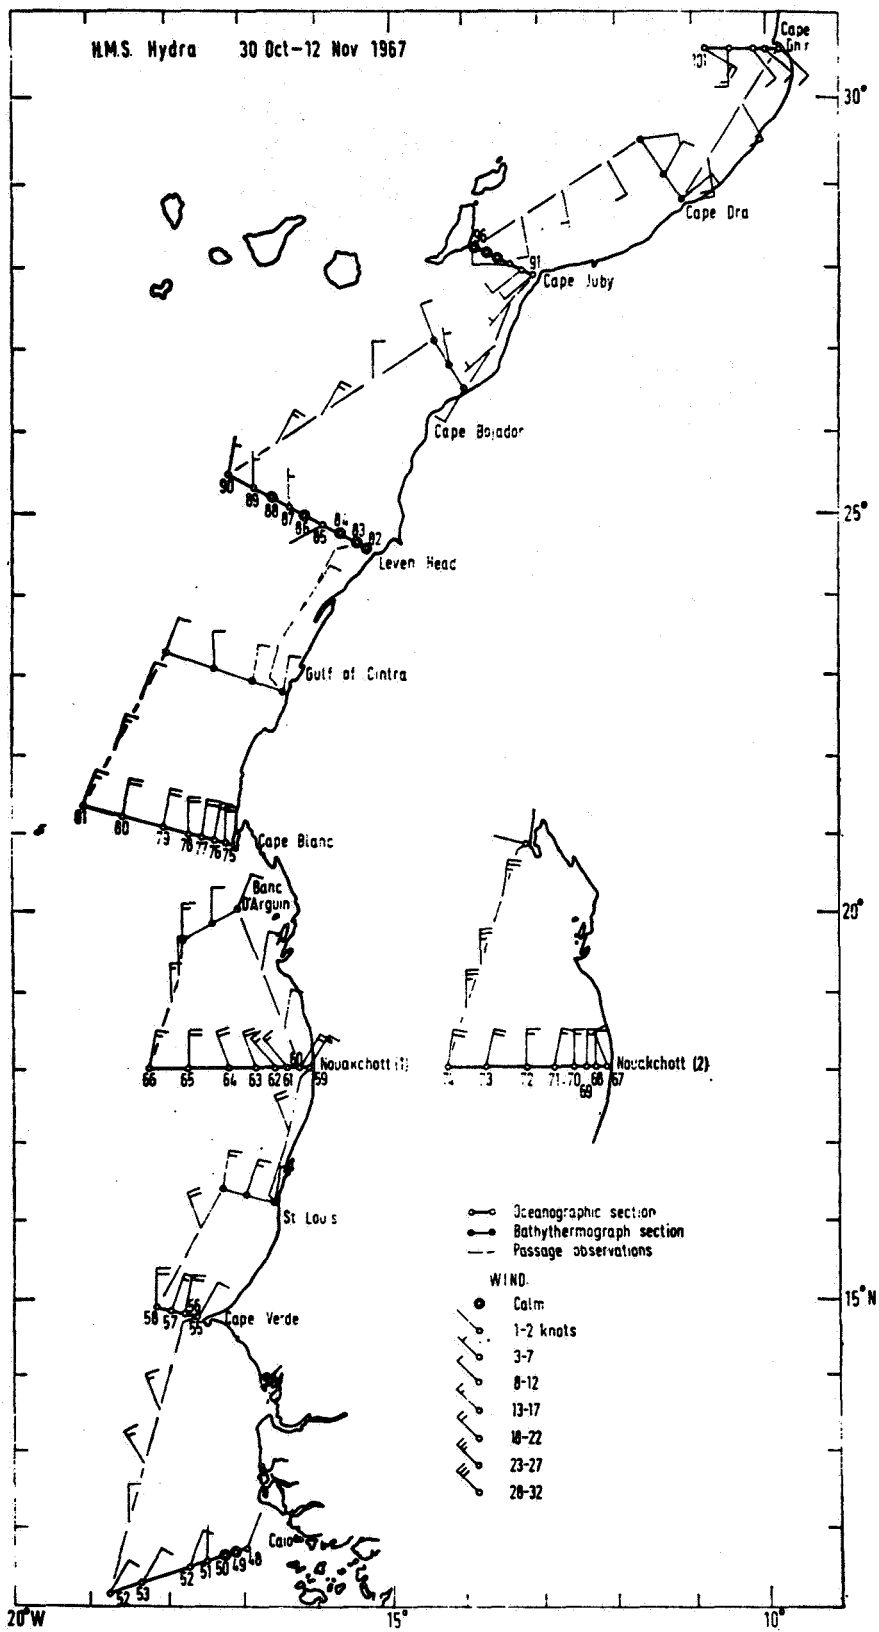 H.M.S. Hydra 30 Oct–12 Nov 1967
Cape
Ghir
101
30°
Cape Dra
96
91
Cape Juby
Cape Bojador
90
89
88
87
86
85
84
83
82
25°
Leven Head
Gulf of Cintra
81
80
79
78
77
76
75
Cape Blanc
Banc
D'Arguin
20°
66
65
64
63
62
61
60
59
Nouakchott (1)
74
73
72
71
70
69
68
67
Nouakchott (2)
St Louis
Oceanographic section
Bathythermograph section
Passage observations
WIND.
Calm
1-2 knots
3-7
8-12
13-17
18-22
23-27
28-32
58
57
56
55
Cape Verde
15°N
52
53
52
51
50
49
48
20°W
15°
10°